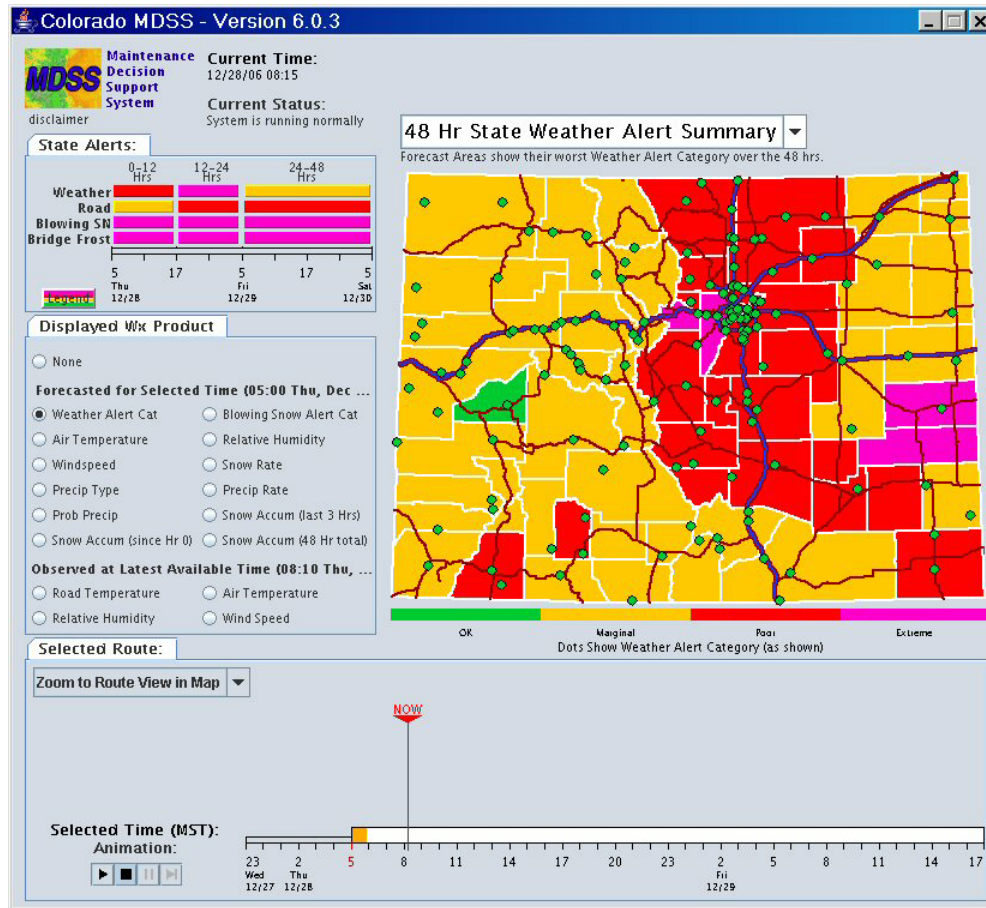 Colorado MDSS - Version 6.0.3
MDSS
Maintenance
Decision
Support
System
disclaimer
Current Time:
12/28/06 08:15
Current Status:
System is running normally
State Alerts:
0-12 Hrs 12-24 Hrs 24-48 Hrs
Weather
Road
Blowing SN
Bridge Frost
5 17 5 17 5
Thu Fri Sat
12/28 12/29 12/30
Legend
48 Hr State Weather Alert Summary
Forecast Areas show their worst Weather Alert Category over the 48 hrs.
Displayed Wx Product
None
Forecasted for Selected Time (05:00 Thu, Dec ...
Weather Alert Cat Blowing Snow Alert Cat
Air Temperature Relative Humidity
Windspeed Snow Rate
Precip Type Precip Rate
Prob Precip Snow Accum (last 3 Hrs)
Snow Accum (since Hr 0) Snow Accum (48 Hr total)
Observed at Latest Available Time (08:10 Thu, ...
Road Temperature Air Temperature
Relative Humidity Wind Speed
OK Marginal Poor Extreme
Dots Show Weather Alert Category (as shown)
Selected Route:
Zoom to Route View in Map
NOW
Selected Time (MST):
Animation:
23 2 5 8 11 14 17 20 23 2 5 8 11 14 17
Wed Thu Fri
12/27 12/28 12/29